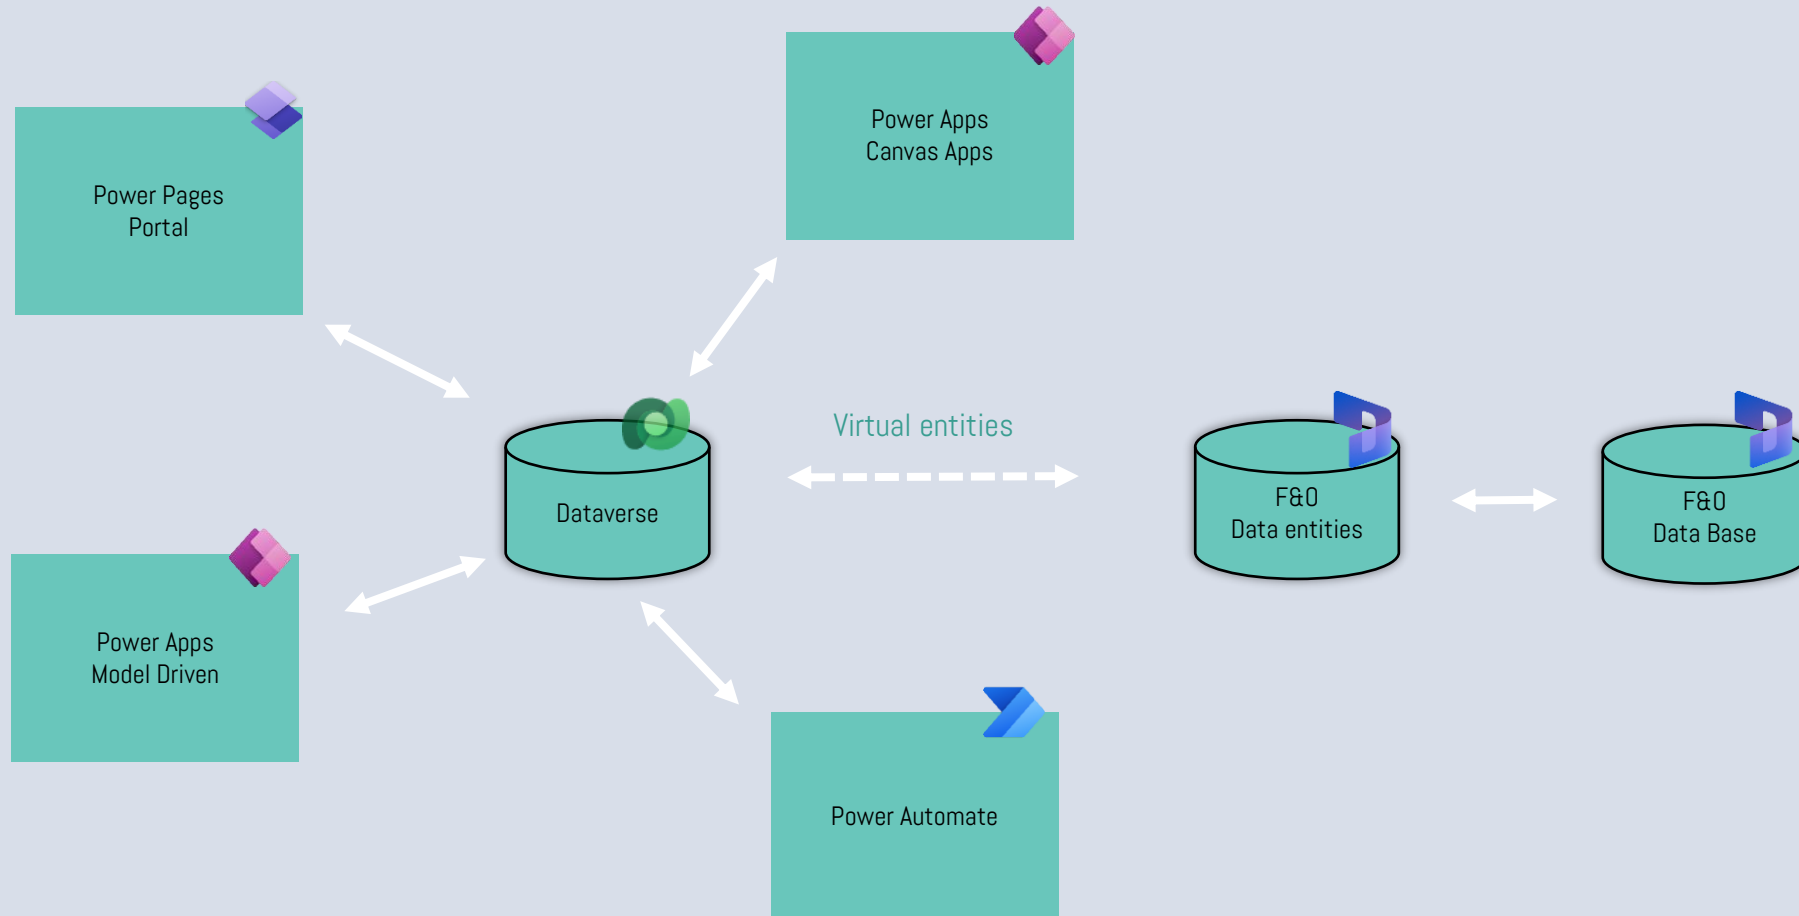 Power Apps
Canvas Apps
Power Pages
Portal
Virtual entities
Dataverse
F&O
Data entities
F&O
Data Base
Power Apps
Model Driven
Power Automate